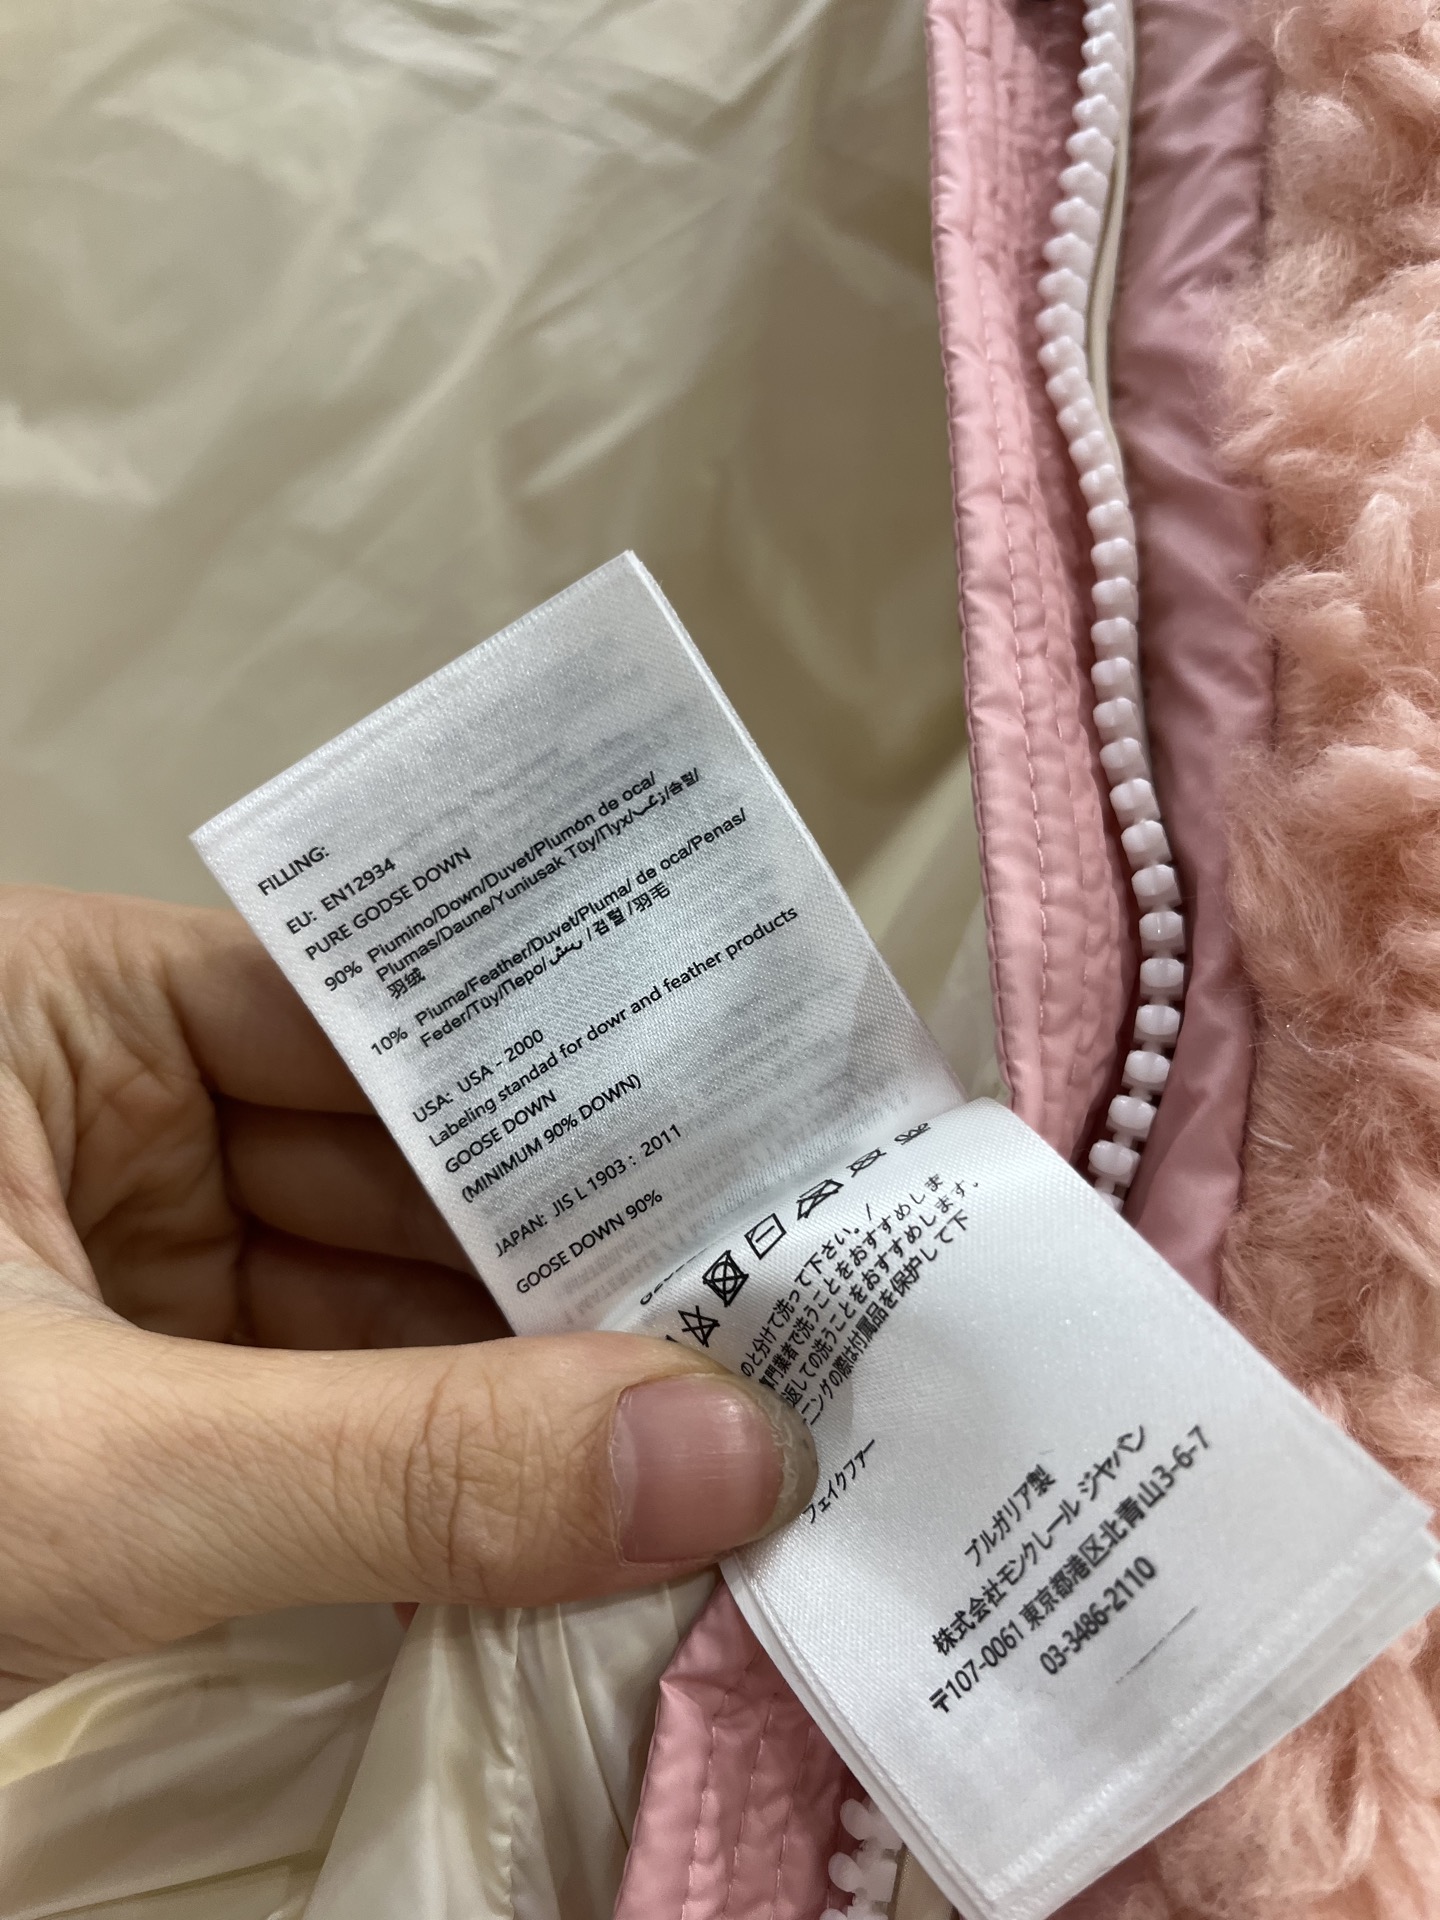 FILLING:
EU: EN12934
PURE GODSE DOWN
90% Piumino/Down/Duvet/Plumón de oca/
Plumas/Daune/Yuniusak Tüy/Пух/زغب/솜털/
羽绒
10% Piuma/Feather/Duvet/Pluma/ de oca/Penas/
Feder/Tüy/Перо/ريش/검털/羽毛
USA: USA - 2000
Labeling standad for dowr and feather products
GOOSE DOWN
(MINIMUM 90% DOWN)
JAPAN: JIS L 1903 : 2011
GOOSE DOWN 90%
のと分けて洗って下さい。/
門業者で洗うことをおすすめしま
返しての洗うことをおすすめします。
ニングの際は付属品を保護して下
フェイクファー
ブルガリア製
株式会社モンクレール ジャパン
〒107-0061 東京都港区北青山3-6-7
03-3486-2110